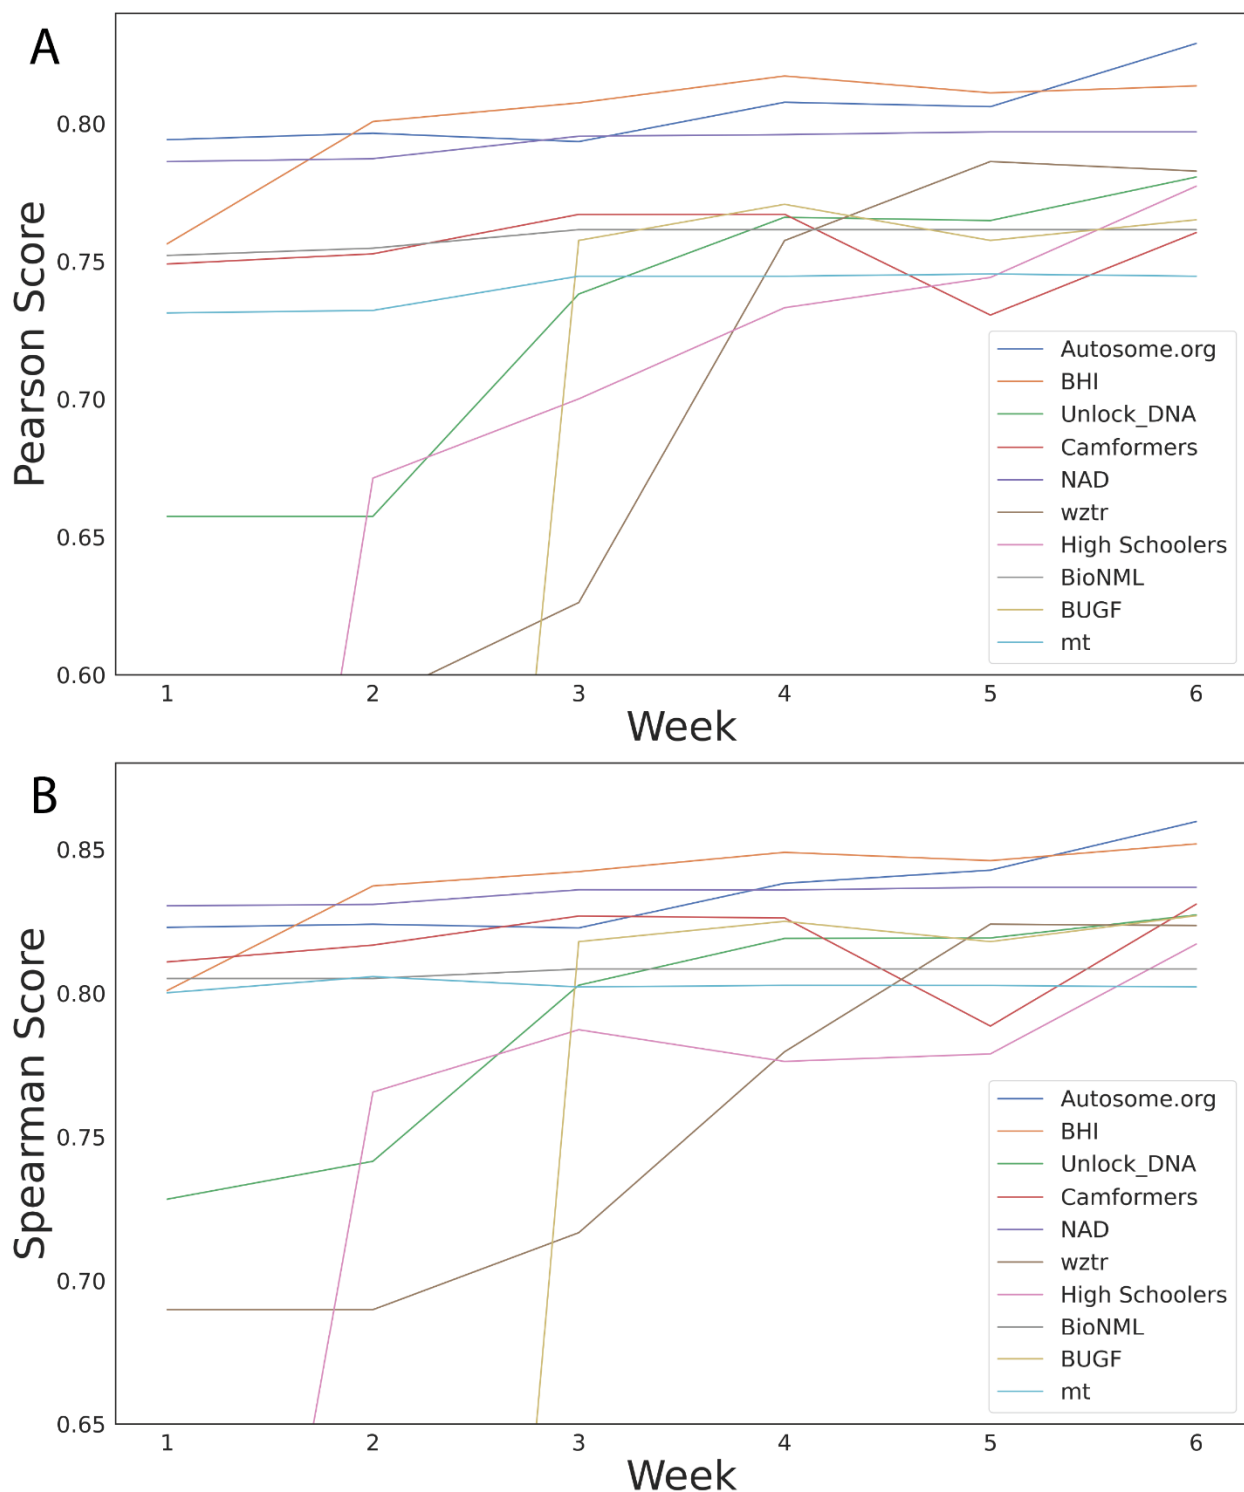 A
0.80
0.75
0.70
0.65
0.60
Pearson Score
1 2 3 4 5 6
Week
Autosome.org
BHI
Unlock_DNA
Camformers
NAD
wztr
High Schoolers
BioNML
BUGF
mt
B
0.85
0.80
0.75
0.70
0.65
Spearman Score
1 2 3 4 5 6
Week
Autosome.org
BHI
Unlock_DNA
Camformers
NAD
wztr
High Schoolers
BioNML
BUGF
mt